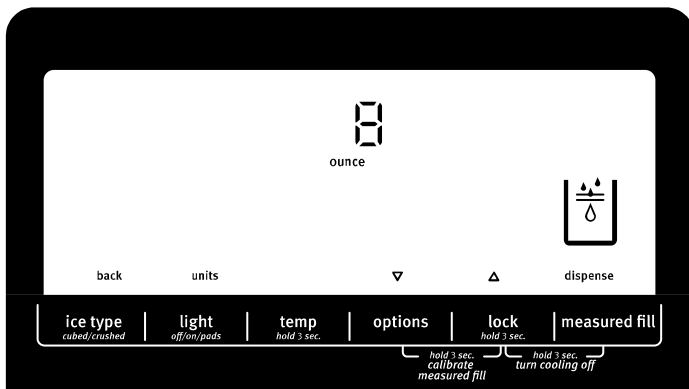 8
ounce
back units ▽ △ dispense
ice type light temp options lock measured fill
cubed/crushed off/on/pads hold 3 sec. hold 3 sec.
hold 3 sec. hold 3 sec.
calibrate turn cooling off
measured fill